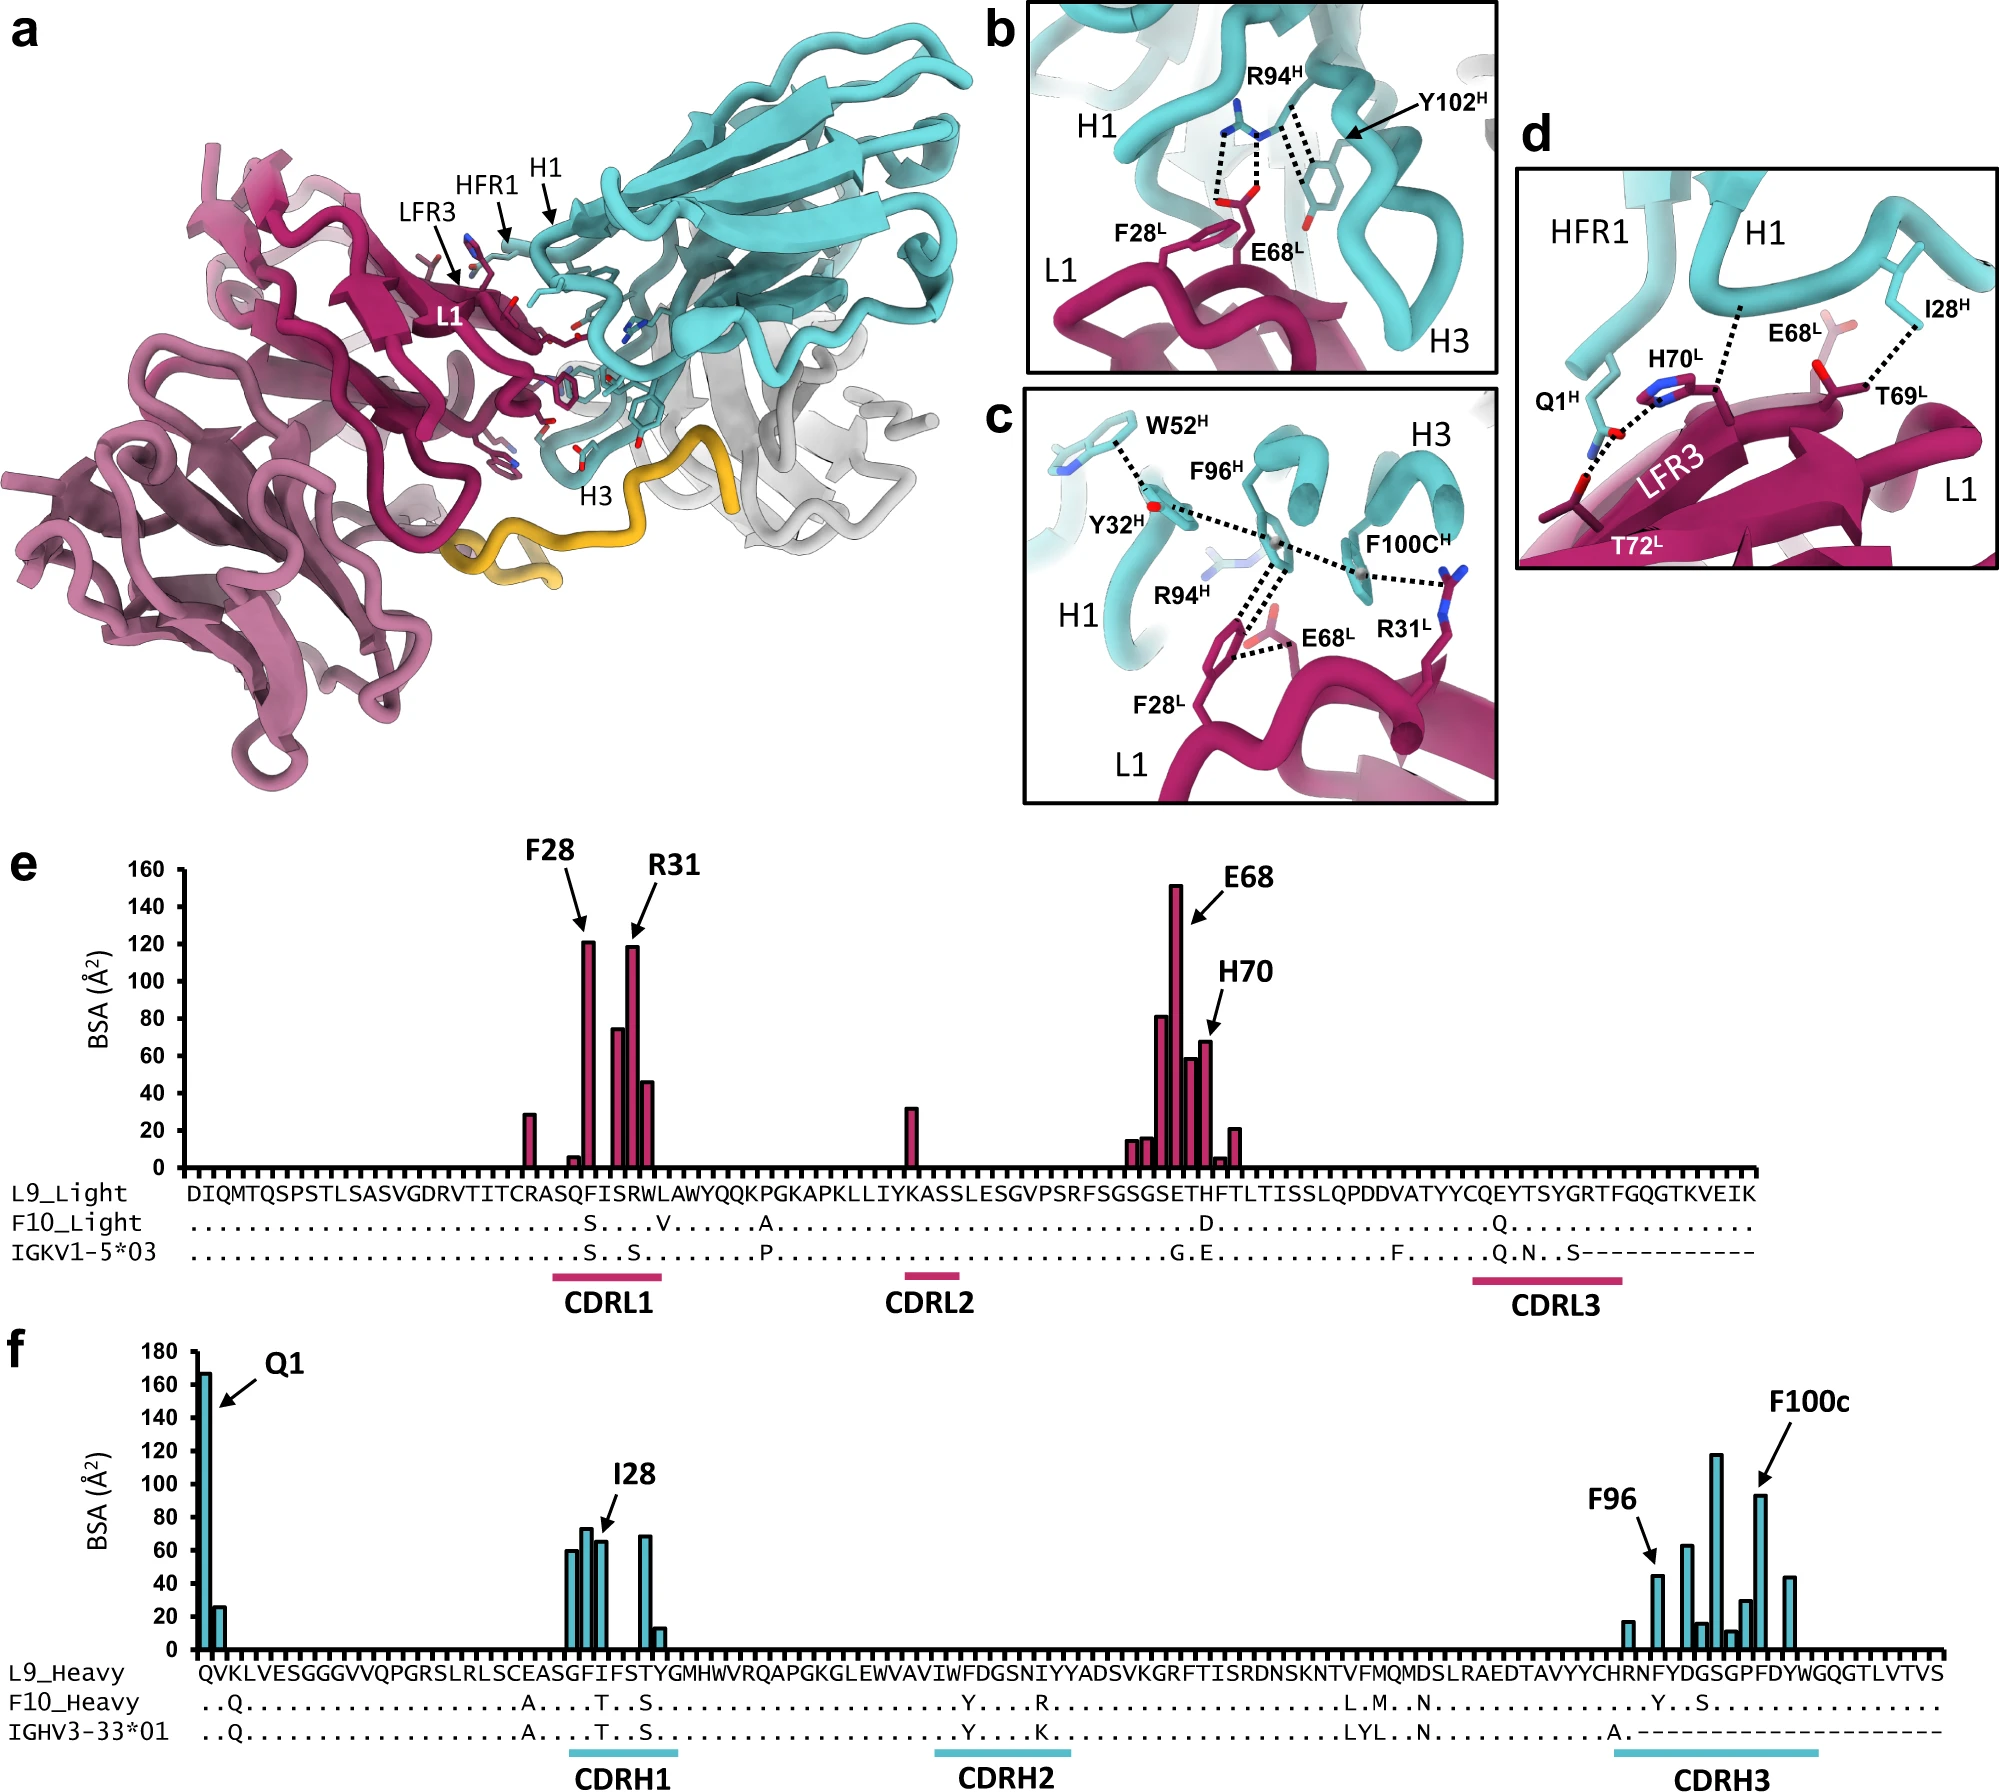 a
LFR3
HFR1
H1
L1
H3
b
R94H
Y102H
H1
F28L
E68L
L1
H3
c
W52H
H3
F96H
Y32H
F100CH
R94H
H1
E68L
R31L
F28L
L1
d
HFR1
H1
I28H
E68L
H70L
Q1H
T69L
LFR3
L1
T72L
e
BSA (Å2)
160
140
120
100
80
60
40
20
0
F28
R31
E68
H70
L9_Light DIQMTQSPSTLSASVGDRVTITCRASQFISRWLAWYQQKPGKAPKLLIYKASSLESGVPSRFSGSGSETHFTLTISSLQPDDVATYYCQEYTSYGRTFGQGTKVEIK
F10_Light ...........................S....V......A.............................D...................Q.................
IGKV1-5*03 ...........................S..S........P...........................G.E............F......Q.N..S------------
CDRL1
CDRL2
CDRL3
f
BSA (Å2)
180
160
140
120
100
80
60
40
20
0
Q1
I28
F96
F100c
L9_Heavy QVKLVESGGGVVQPGRSLRLSCEASGFIFSTYGMHWVRQAPGKGLEWVAVIWFDGSNIYYADSVKGRFTISRDNSKNTVFMQMDSLRAEDTAVYYCHRNFYDGSGPFDYWGQGTLVTVS
F10_Heavy ..Q...................A....T..S.....................Y....R....................L.M..N...............Y..S................
IGHV3-33*01 ..Q...................A....T..S.....................Y....K....................LYL..N............A.---------------------
CDRH1
CDRH2
CDRH3